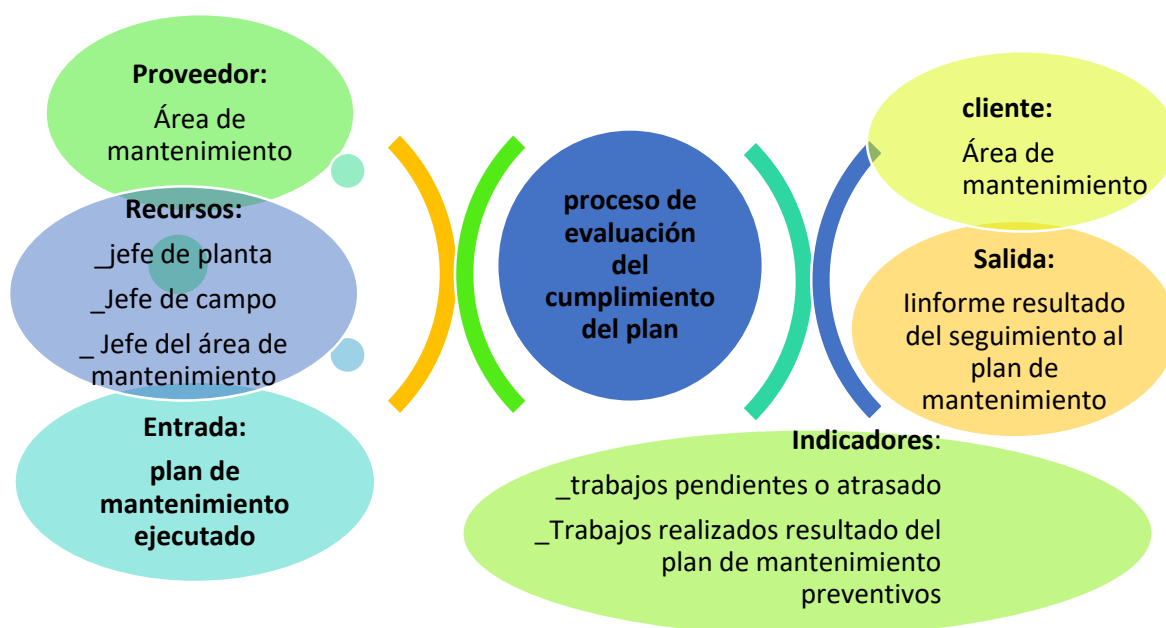 Proveedor:
Área de
mantenimiento
Recursos:
_jefe de planta
_Jefe de campo
_ Jefe del área de
mantenimiento
Entrada:
plan de
mantenimiento
ejecutado
proceso de
evaluación
del
cumplimiento
del plan
cliente:
Área de
mantenimiento
Salida:
Iinforme resultado
del seguimiento al
plan de
mantenimiento
Indicadores:
_trabajos pendientes o atrasado
_Trabajos realizados resultado del
plan de mantenimiento
preventivos